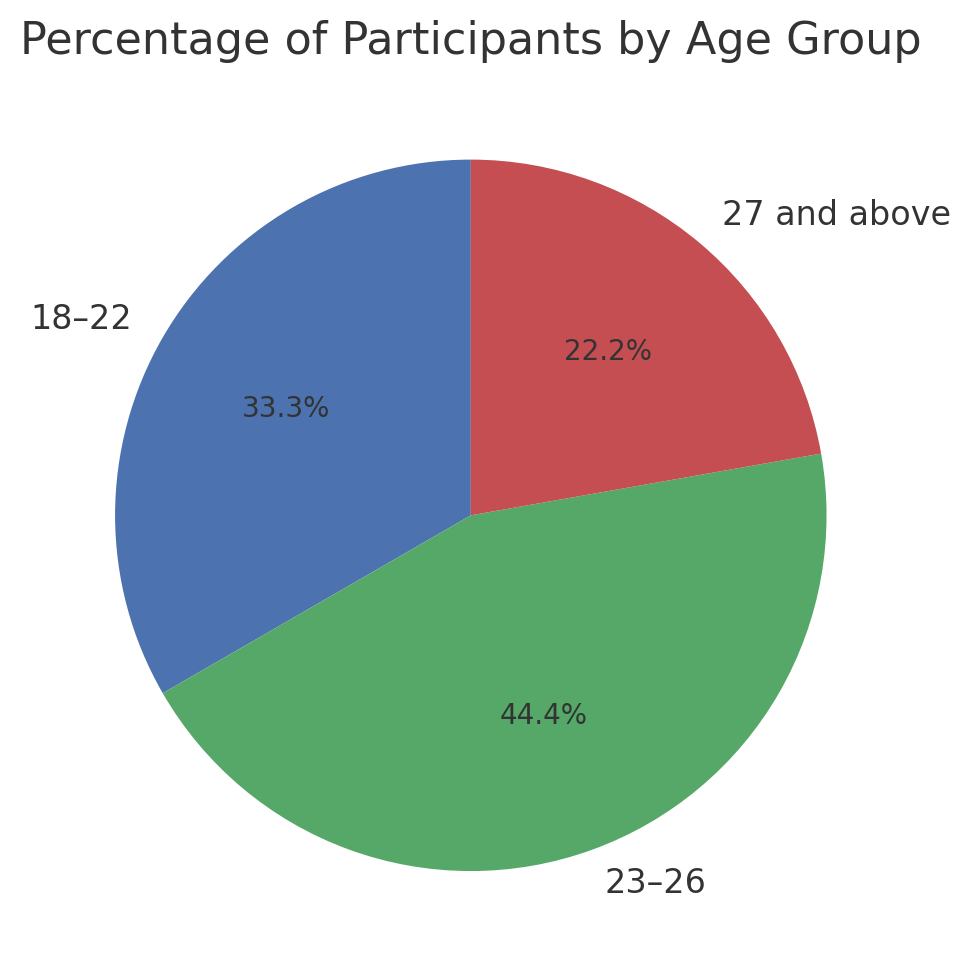 Percentage of Participants by Age Group
27 and above
18–22
22.2%
33.3%
44.4%
23–26